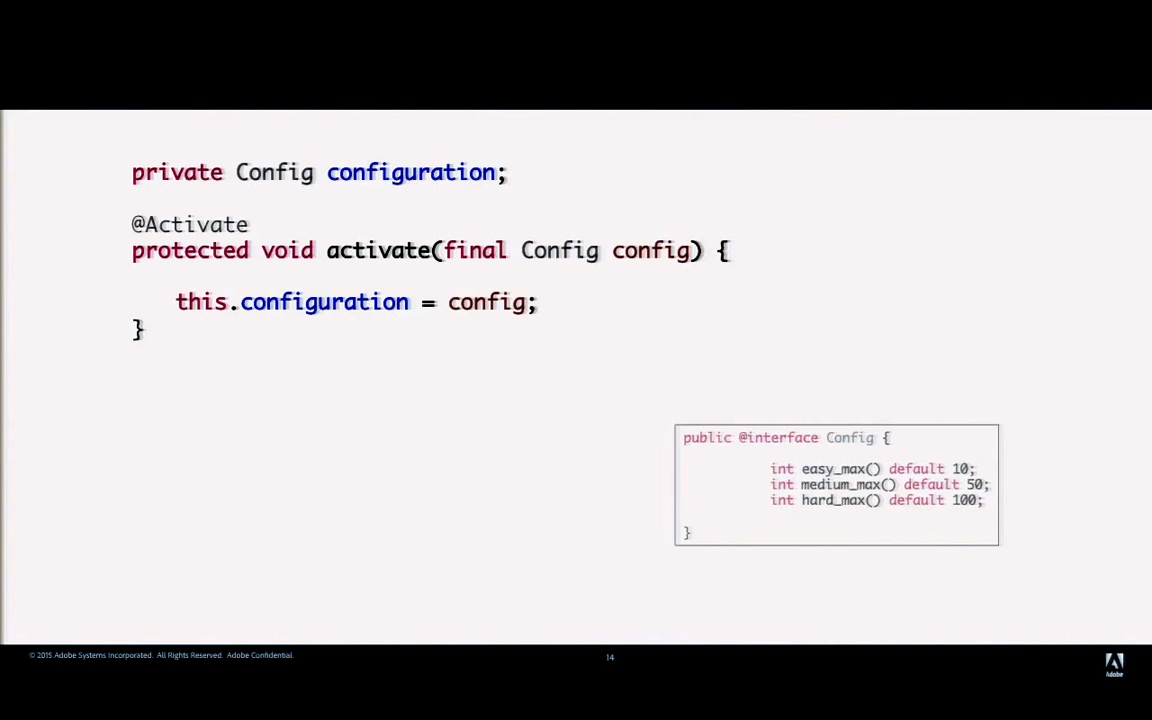 private Config configuration;
@Activate
protected void activate(final Config config) {
this.configuration = config;
}
public @interface Config {
int easy_max() default 10;
int medium_max() default 50;
int hard_max() default 100;
}
© 2015 Adobe Systems Incorporated. All Rights Reserved. Adobe Confidential.
14
Adobe